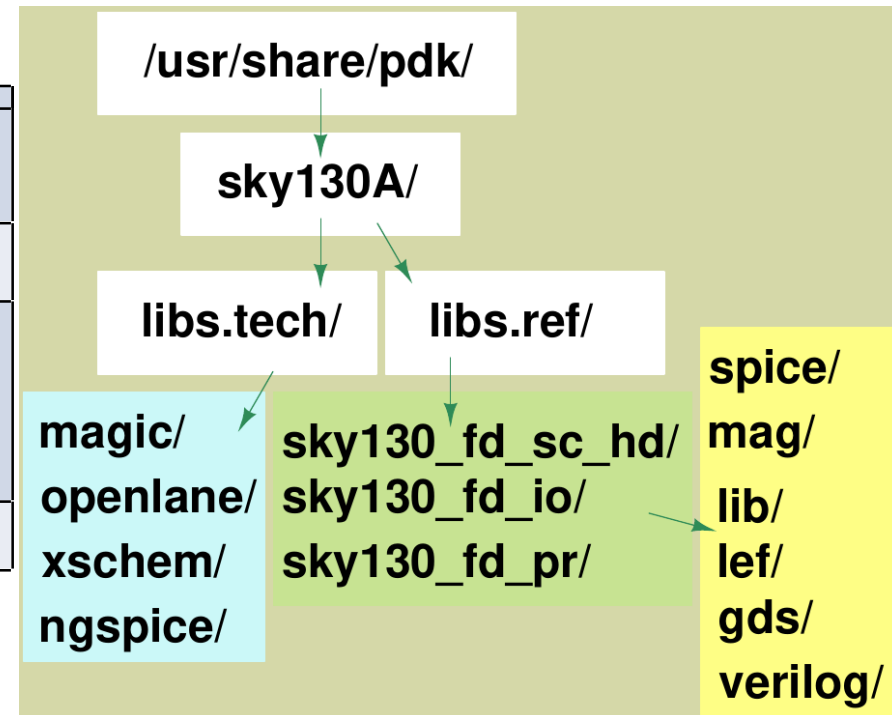 /usr/share/pdk/
sky130A/
libs.tech/
libs.ref/
magic/
openlane/
xschem/
ngspice/
sky130_fd_sc_hd/
sky130_fd_io/
sky130_fd_pr/
spice/
mag/
lib/
lef/
gds/
verilog/